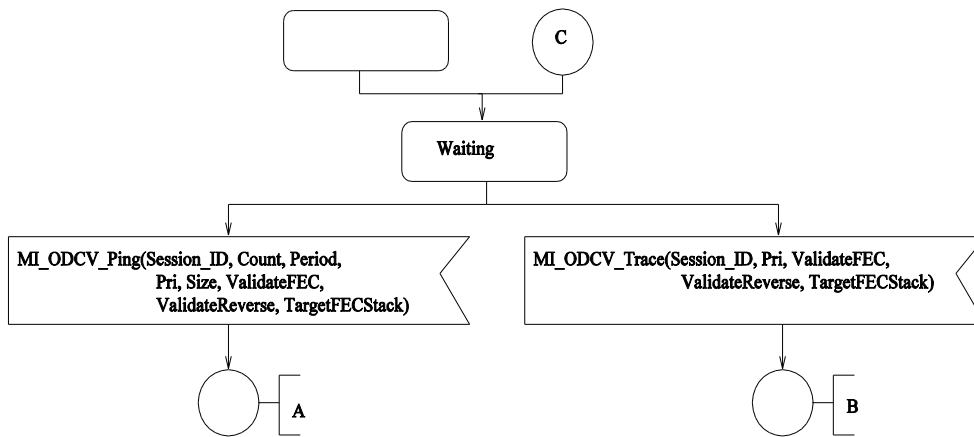 C
Waiting
MI_ODCV_Ping(Session_ID, Count, Period,
Pri, Size, ValidateFEC,
ValidateReverse, TargetFECStack)
MI_ODCV_Trace(Session_ID, Pri, ValidateFEC,
ValidateReverse, TargetFECStack)
A
B